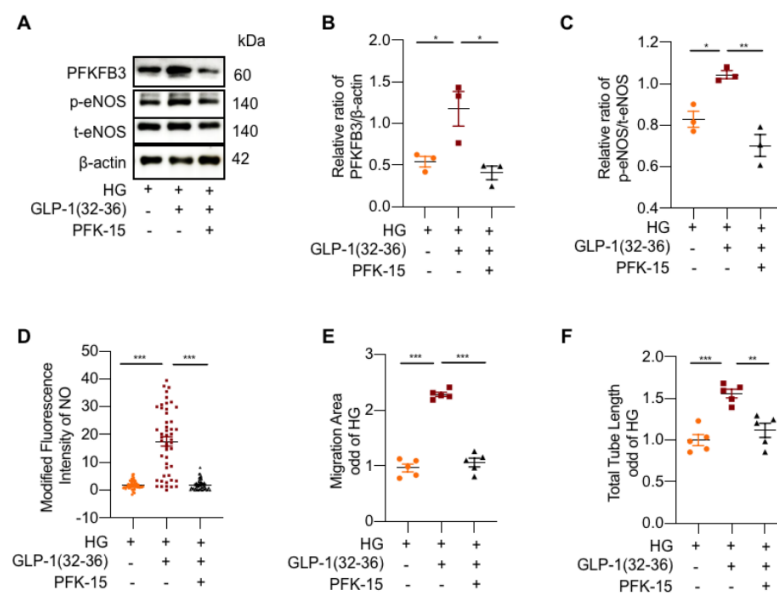 A
kDa
PFKFB3
60
p-eNOS
140
t-eNOS
140
β-actin
42
HG + + +
GLP-1(32-36) - + +
PFK-15 - - +
B
Relative ratio of
PFKFB3/β-actin
2.0
1.5
1.0
0.5
0.0
* *
HG + + +
GLP-1(32-36) - + +
PFK-15 - - +
C
Relative ratio of
p-eNOS/t-eNOS
1.2
1.0
0.8
0.6
0.4
* **
HG + + +
GLP-1(32-36) - + +
PFK-15 - - +
D
Modified Fluorescence
Intensity of NO
50
40
30
20
10
0
-10
*** ***
HG + + +
GLP-1(32-36) - + +
PFK-15 - - +
E
Migration Area
odd of HG
3
2
1
0
*** ***
HG + + +
GLP-1(32-36) - + +
PFK-15 - - +
F
Total Tube Length
odd of HG
2.0
1.5
1.0
0.5
0.0
*** **
HG + + +
GLP-1(32-36) - + +
PFK-15 - - +